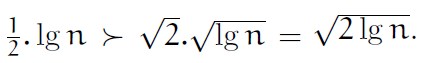 ½. lg n ≻ √2.√lg n = √2 lg n.